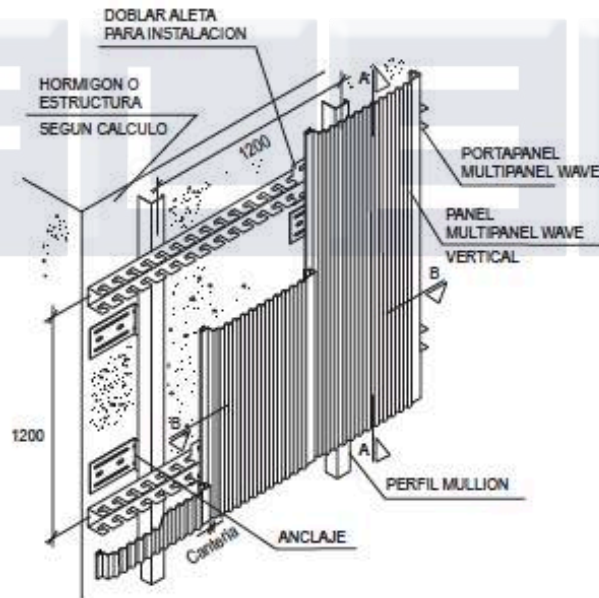 DOBLAR ALETA
PARA INSTALACION
HORMIGON O
ESTRUCTURA
SEGUN CALCULO
1200
A
PORTAPANEL
MULTIPANEL WAVE
PANEL
MULTIPANEL WAVE
VERTICAL
B
1200
B
A
PERFIL MULLION
ANCLAJE
Canteria